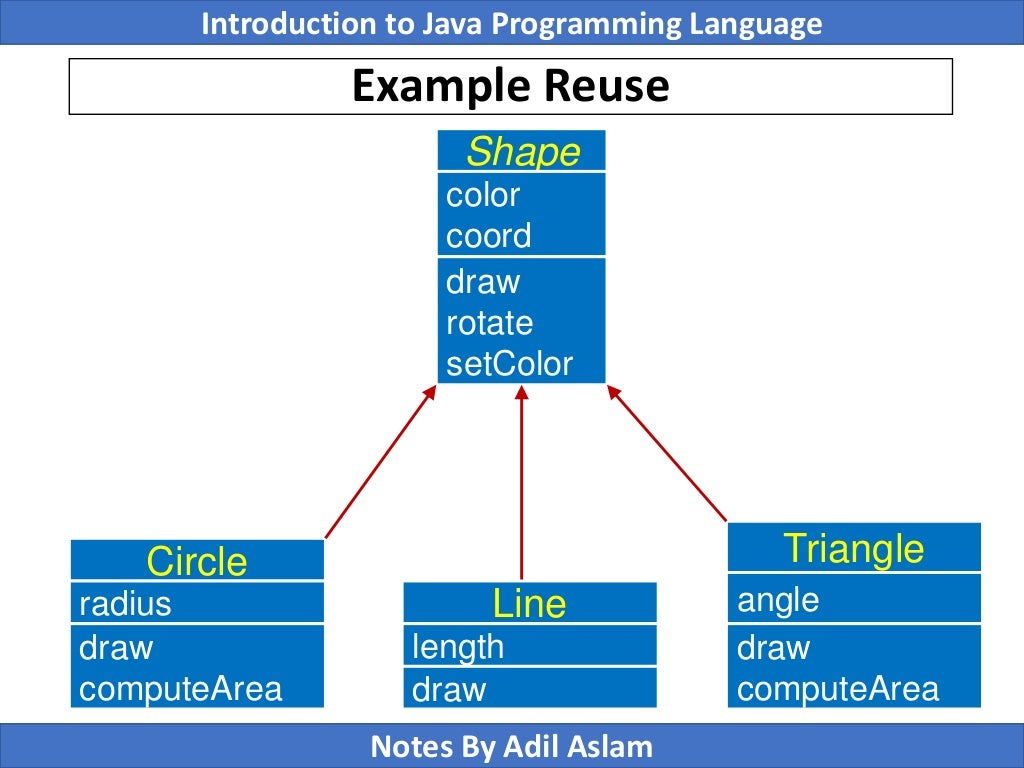 Introduction to Java Programming Language
Example Reuse
Shape
color
coord
draw
rotate
setColor
Circle
radius
draw
computeArea
Line
length
draw
Triangle
angle
draw
computeArea
Notes By Adil Aslam